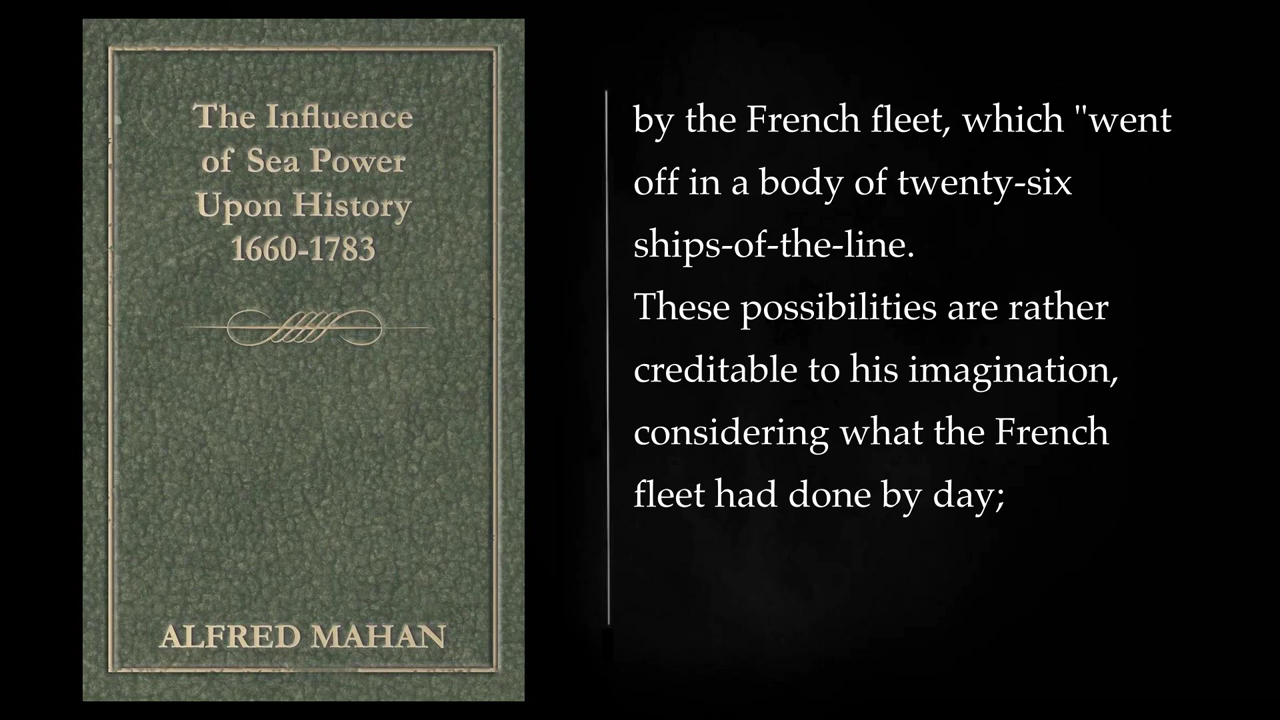 The Influence
of Sea Power
Upon History
1660-1783
ALFRED MAHAN
by the French fleet, which "went
off in a body of twenty-six
ships-of-the-line.
These possibilities are rather
creditable to his imagination,
considering what the French
fleet had done by day;